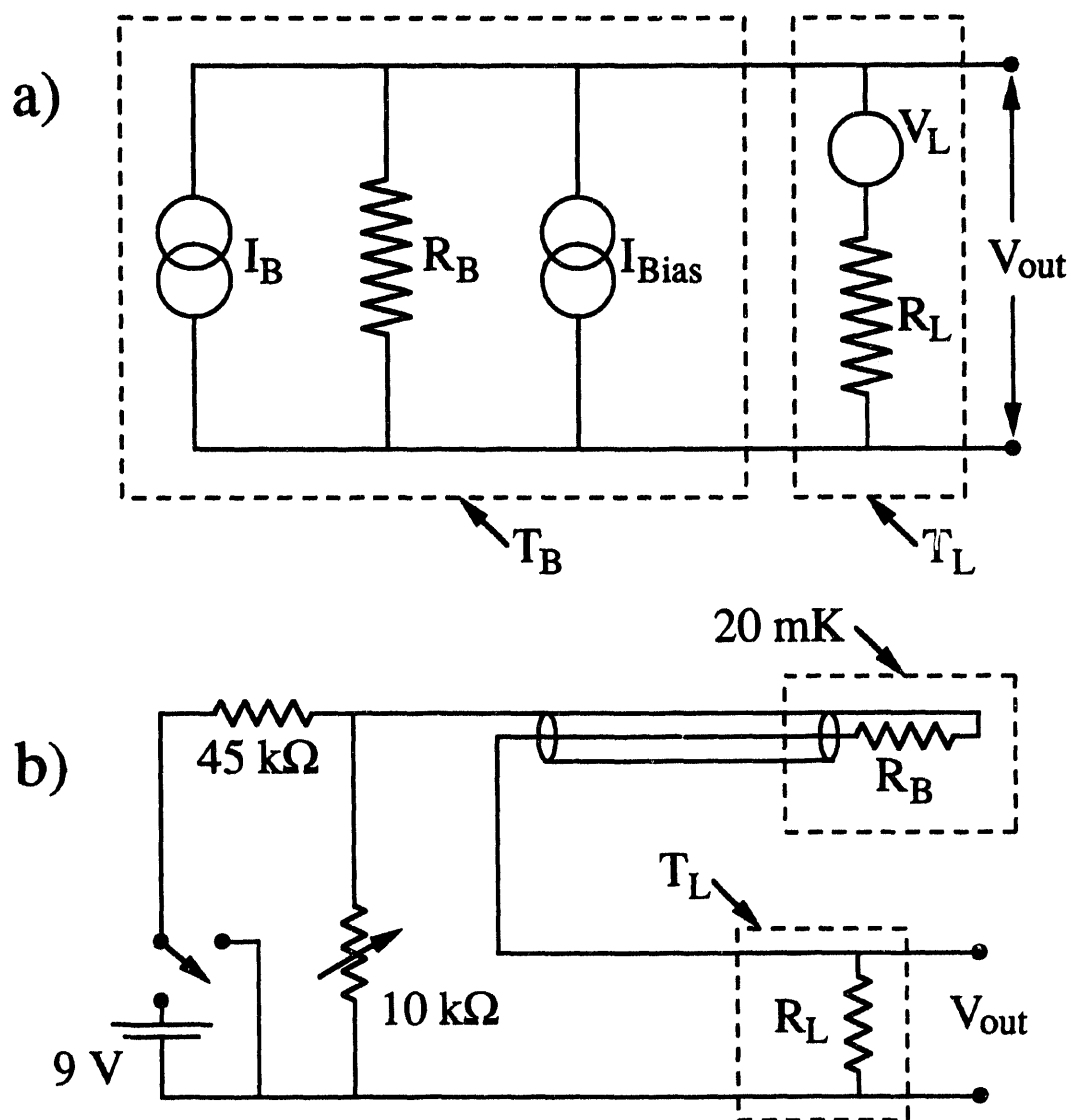 a)
I_B
R_B
I_Bias
V_L
R_L
V_out
T_B
T_L
b)
20 mK
45 kΩ
R_B
T_L
10 kΩ
R_L
V_out
9 V